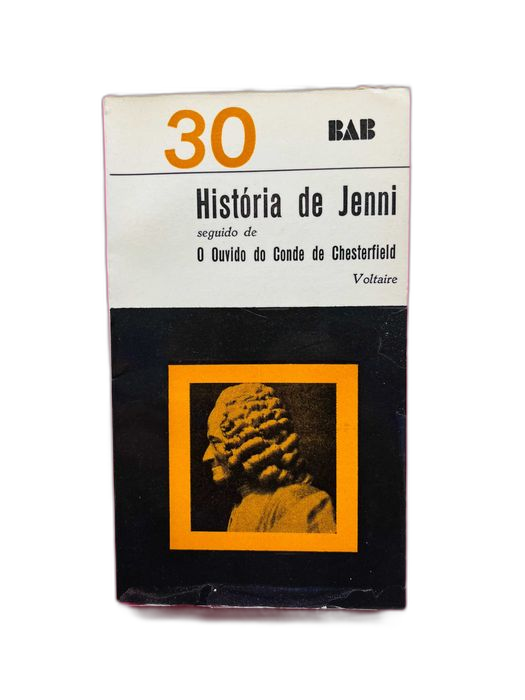 30
BAB
História de Jenni
seguido de
O Ouvido do Conde de Chesterfield
Voltaire